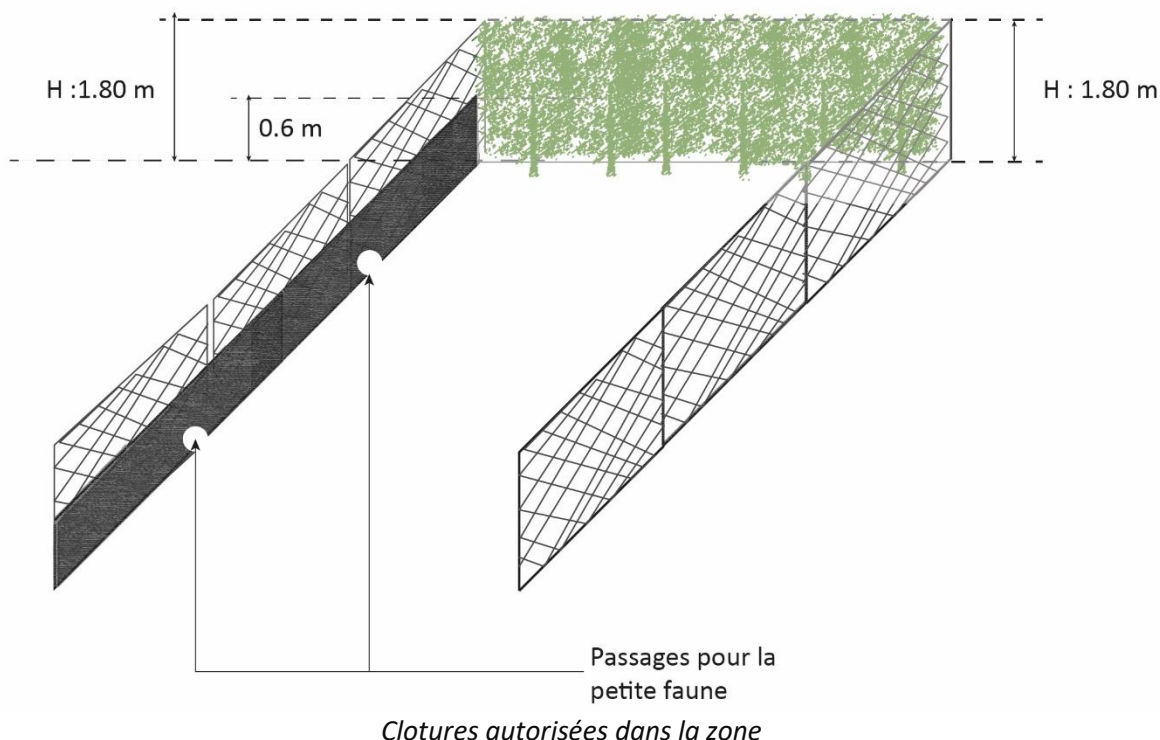 H :1.80 m
0.6 m
H : 1.80 m
Passages pour la
petite faune
Clotures autorisées dans la zone